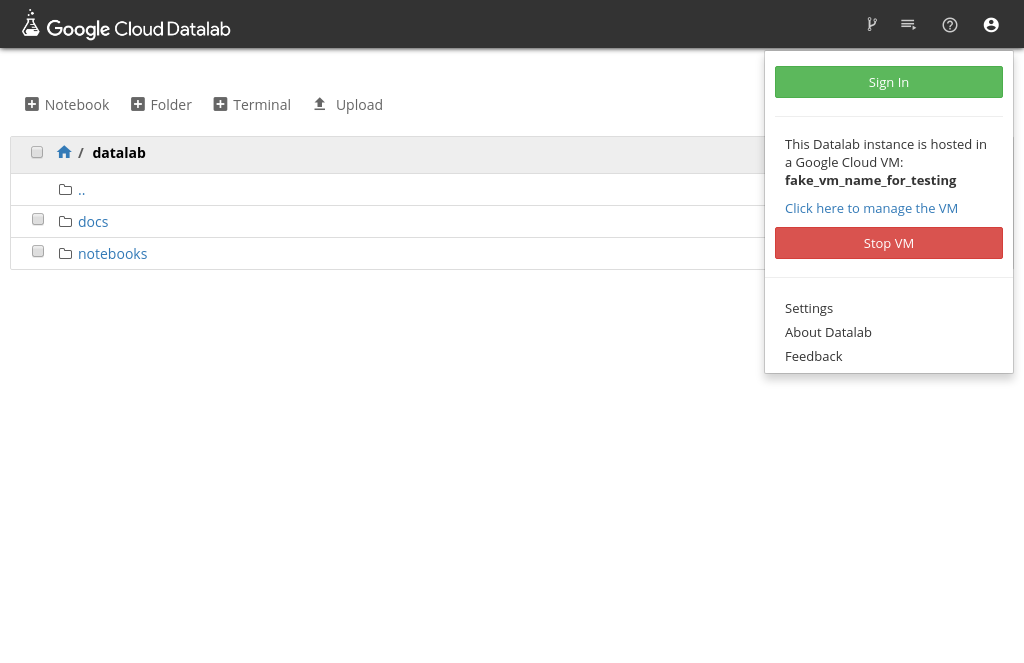 Google Cloud Datalab
Sign In
Notebook Folder Terminal Upload
This Datalab instance is hosted in
a Google Cloud VM:
fake_vm_name_for_testing
Click here to manage the VM
Stop VM
Settings
About Datalab
Feedback
/ datalab
..
docs
notebooks